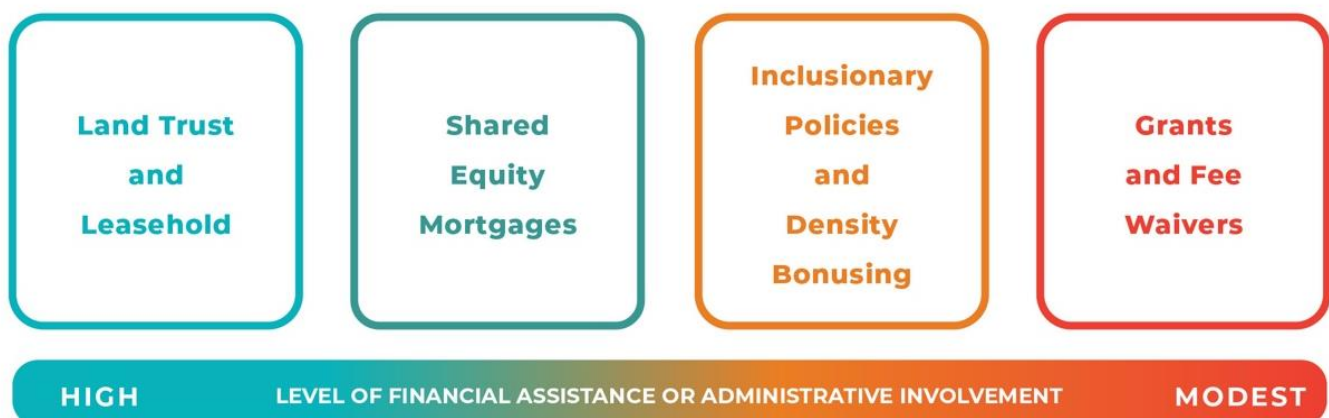 Land Trust
and
Leasehold
Shared
Equity
Mortgages
Inclusionary
Policies
and
Density
Bonusing
Grants
and Fee
Waivers
HIGH LEVEL OF FINANCIAL ASSISTANCE OR ADMINISTRATIVE INVOLVEMENT MODEST